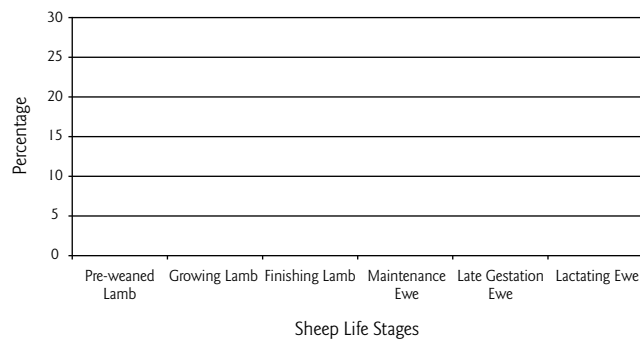 30
25
20
15
10
5
0
Percentage
Pre-weaned Lamb
Growing Lamb
Finishing Lamb
Maintenance Ewe
Late Gestation Ewe
Lactating Ewe
Sheep Life Stages